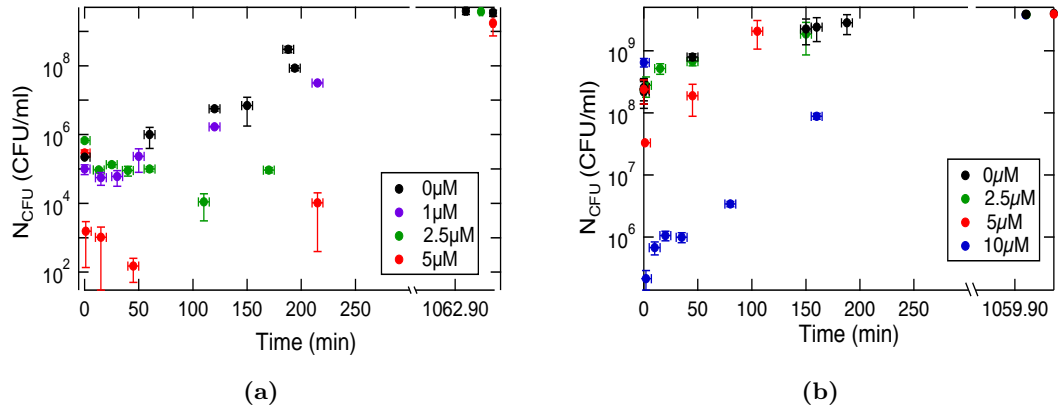 N_CFU (CFU/ml)
10^8
10^6
10^4
10^2
0 50 100 150 200 250 1062.90
Time (min)
0µM
1µM
2.5µM
5µM
(a)
N_CFU (CFU/ml)
10^9
10^8
10^7
10^6
0 50 100 150 200 250 1059.90
Time (min)
0µM
2.5µM
5µM
10µM
(b)